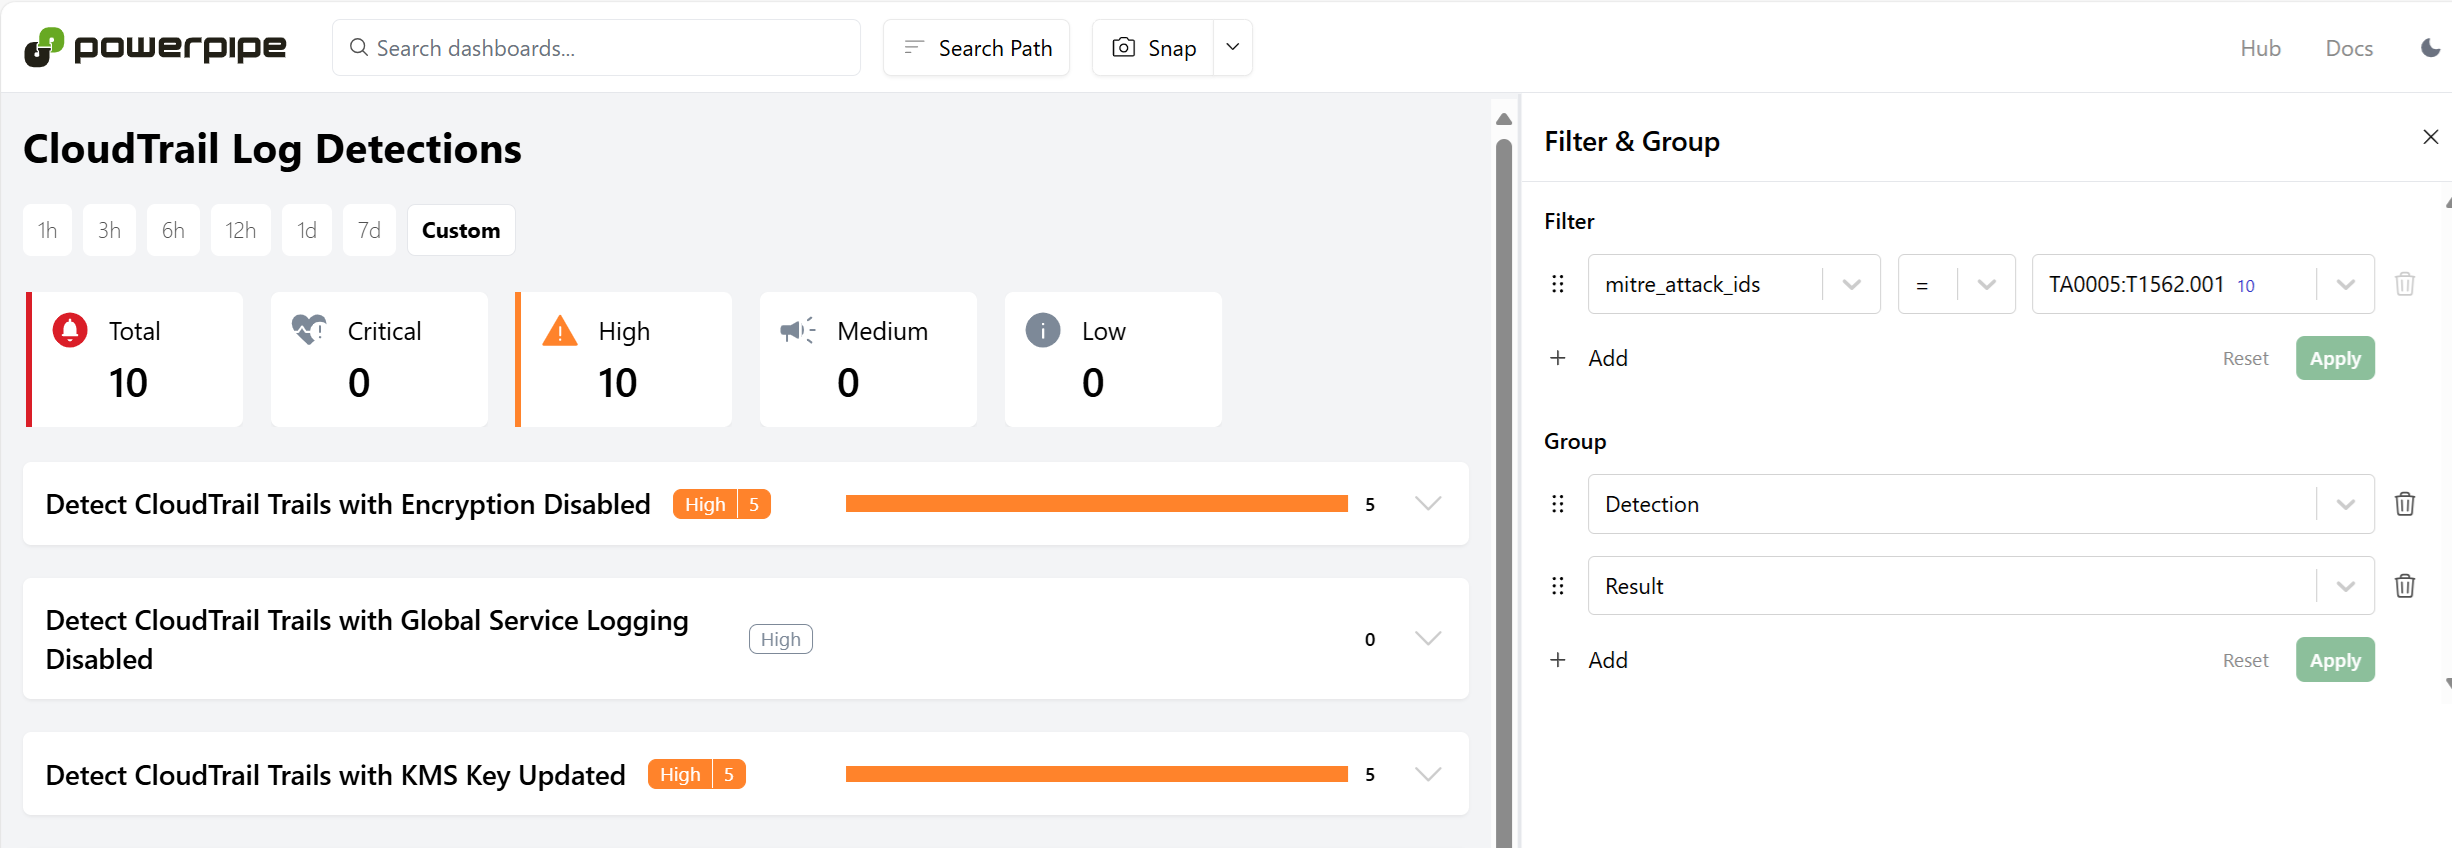 powerpipe
Search dashboards...
Search Path
Snap
Hub
Docs
CloudTrail Log Detections
1h
3h
6h
12h
1d
7d
Custom
Total
10
Critical
0
High
10
Medium
0
Low
0
Detect CloudTrail Trails with Encryption Disabled
High 5
5
Detect CloudTrail Trails with Global Service Logging
Disabled
High
0
Detect CloudTrail Trails with KMS Key Updated
High 5
5
Filter & Group
Filter
mitre_attack_ids
=
TA0005:T1562.001 10
+ Add
Reset
Apply
Group
Detection
Result
+ Add
Reset
Apply